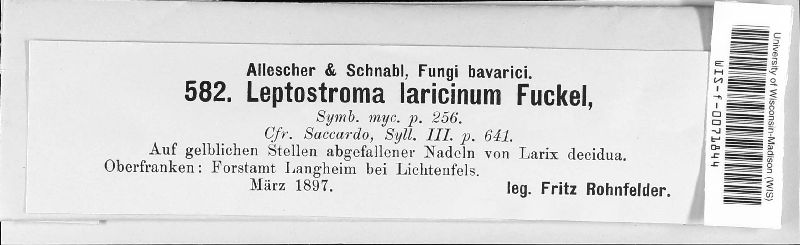 Allescher & Schnabl, Fungi bavarici.
582. Leptostroma laricinum Fuckel,
Symb. myc. p. 256.
Cfr. Saccardo, Syll. III. p. 641.
Auf gelblichen Stellen abgefallener Nadeln von Larix decidua.
Oberfranken: Forstamt Langheim bei Lichtenfels.
März 1897. leg. Fritz Rohnfelder.
University of Wisconsin-Madison (WIS)
WIS-f-0071844